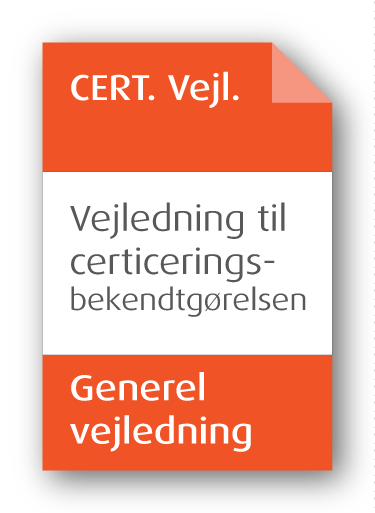 CERT. Vejl.
Vejledning til
certicerings-
bekendtgørelsen
Generel
vejledning